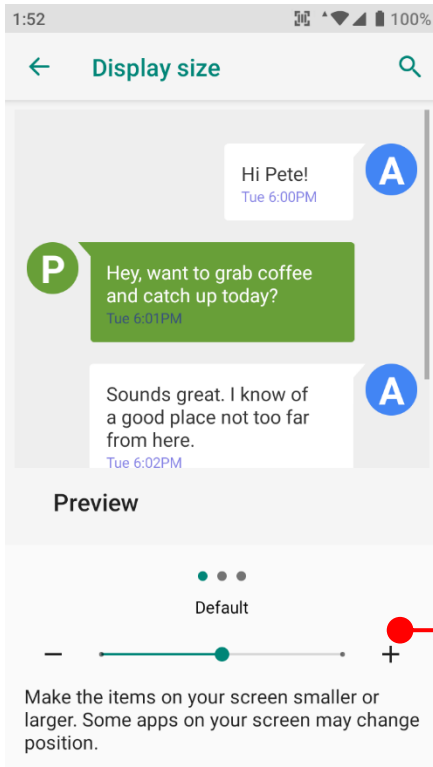 1:52
100%
Display size
Hi Pete!
Tue 6:00PM
A
P
Hey, want to grab coffee
and catch up today?
Tue 6:01PM
Sounds great. I know of
a good place not too far
from here.
Tue 6:02PM
A
Preview
Default
Make the items on your screen smaller or
larger. Some apps on your screen may change
position.